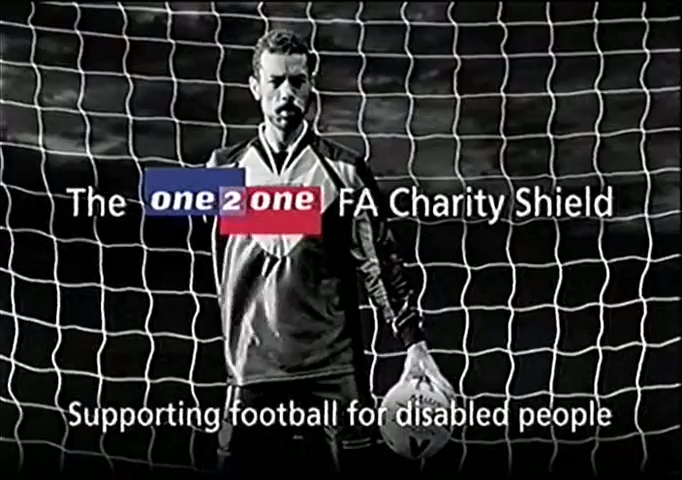 The one2one FA Charity Shield
Supporting football for disabled people